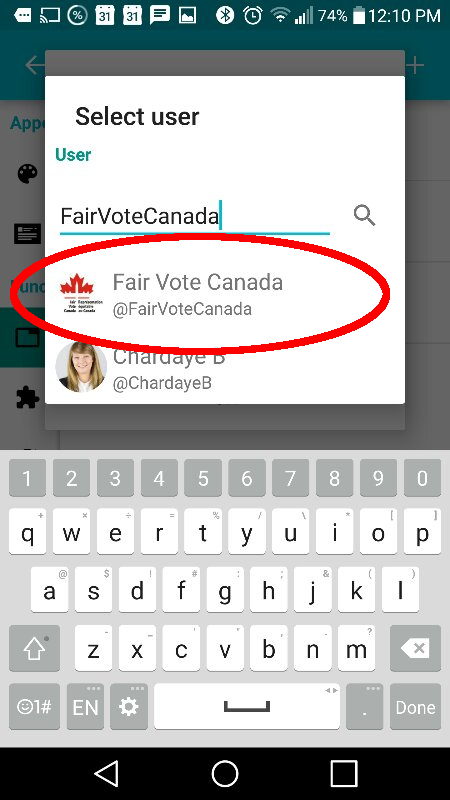 31 31 74% 12:10 PM
Appe
Select user
User
FairVoteCanada
Fair Vote Canada
@FairVoteCanada
Chardaye B
@ChardayeB
1 2 3 4 5 6 7 8 9 0
q w e r t y u i o p
a s d f g h j k l
z x c v b n m
1# EN . Done